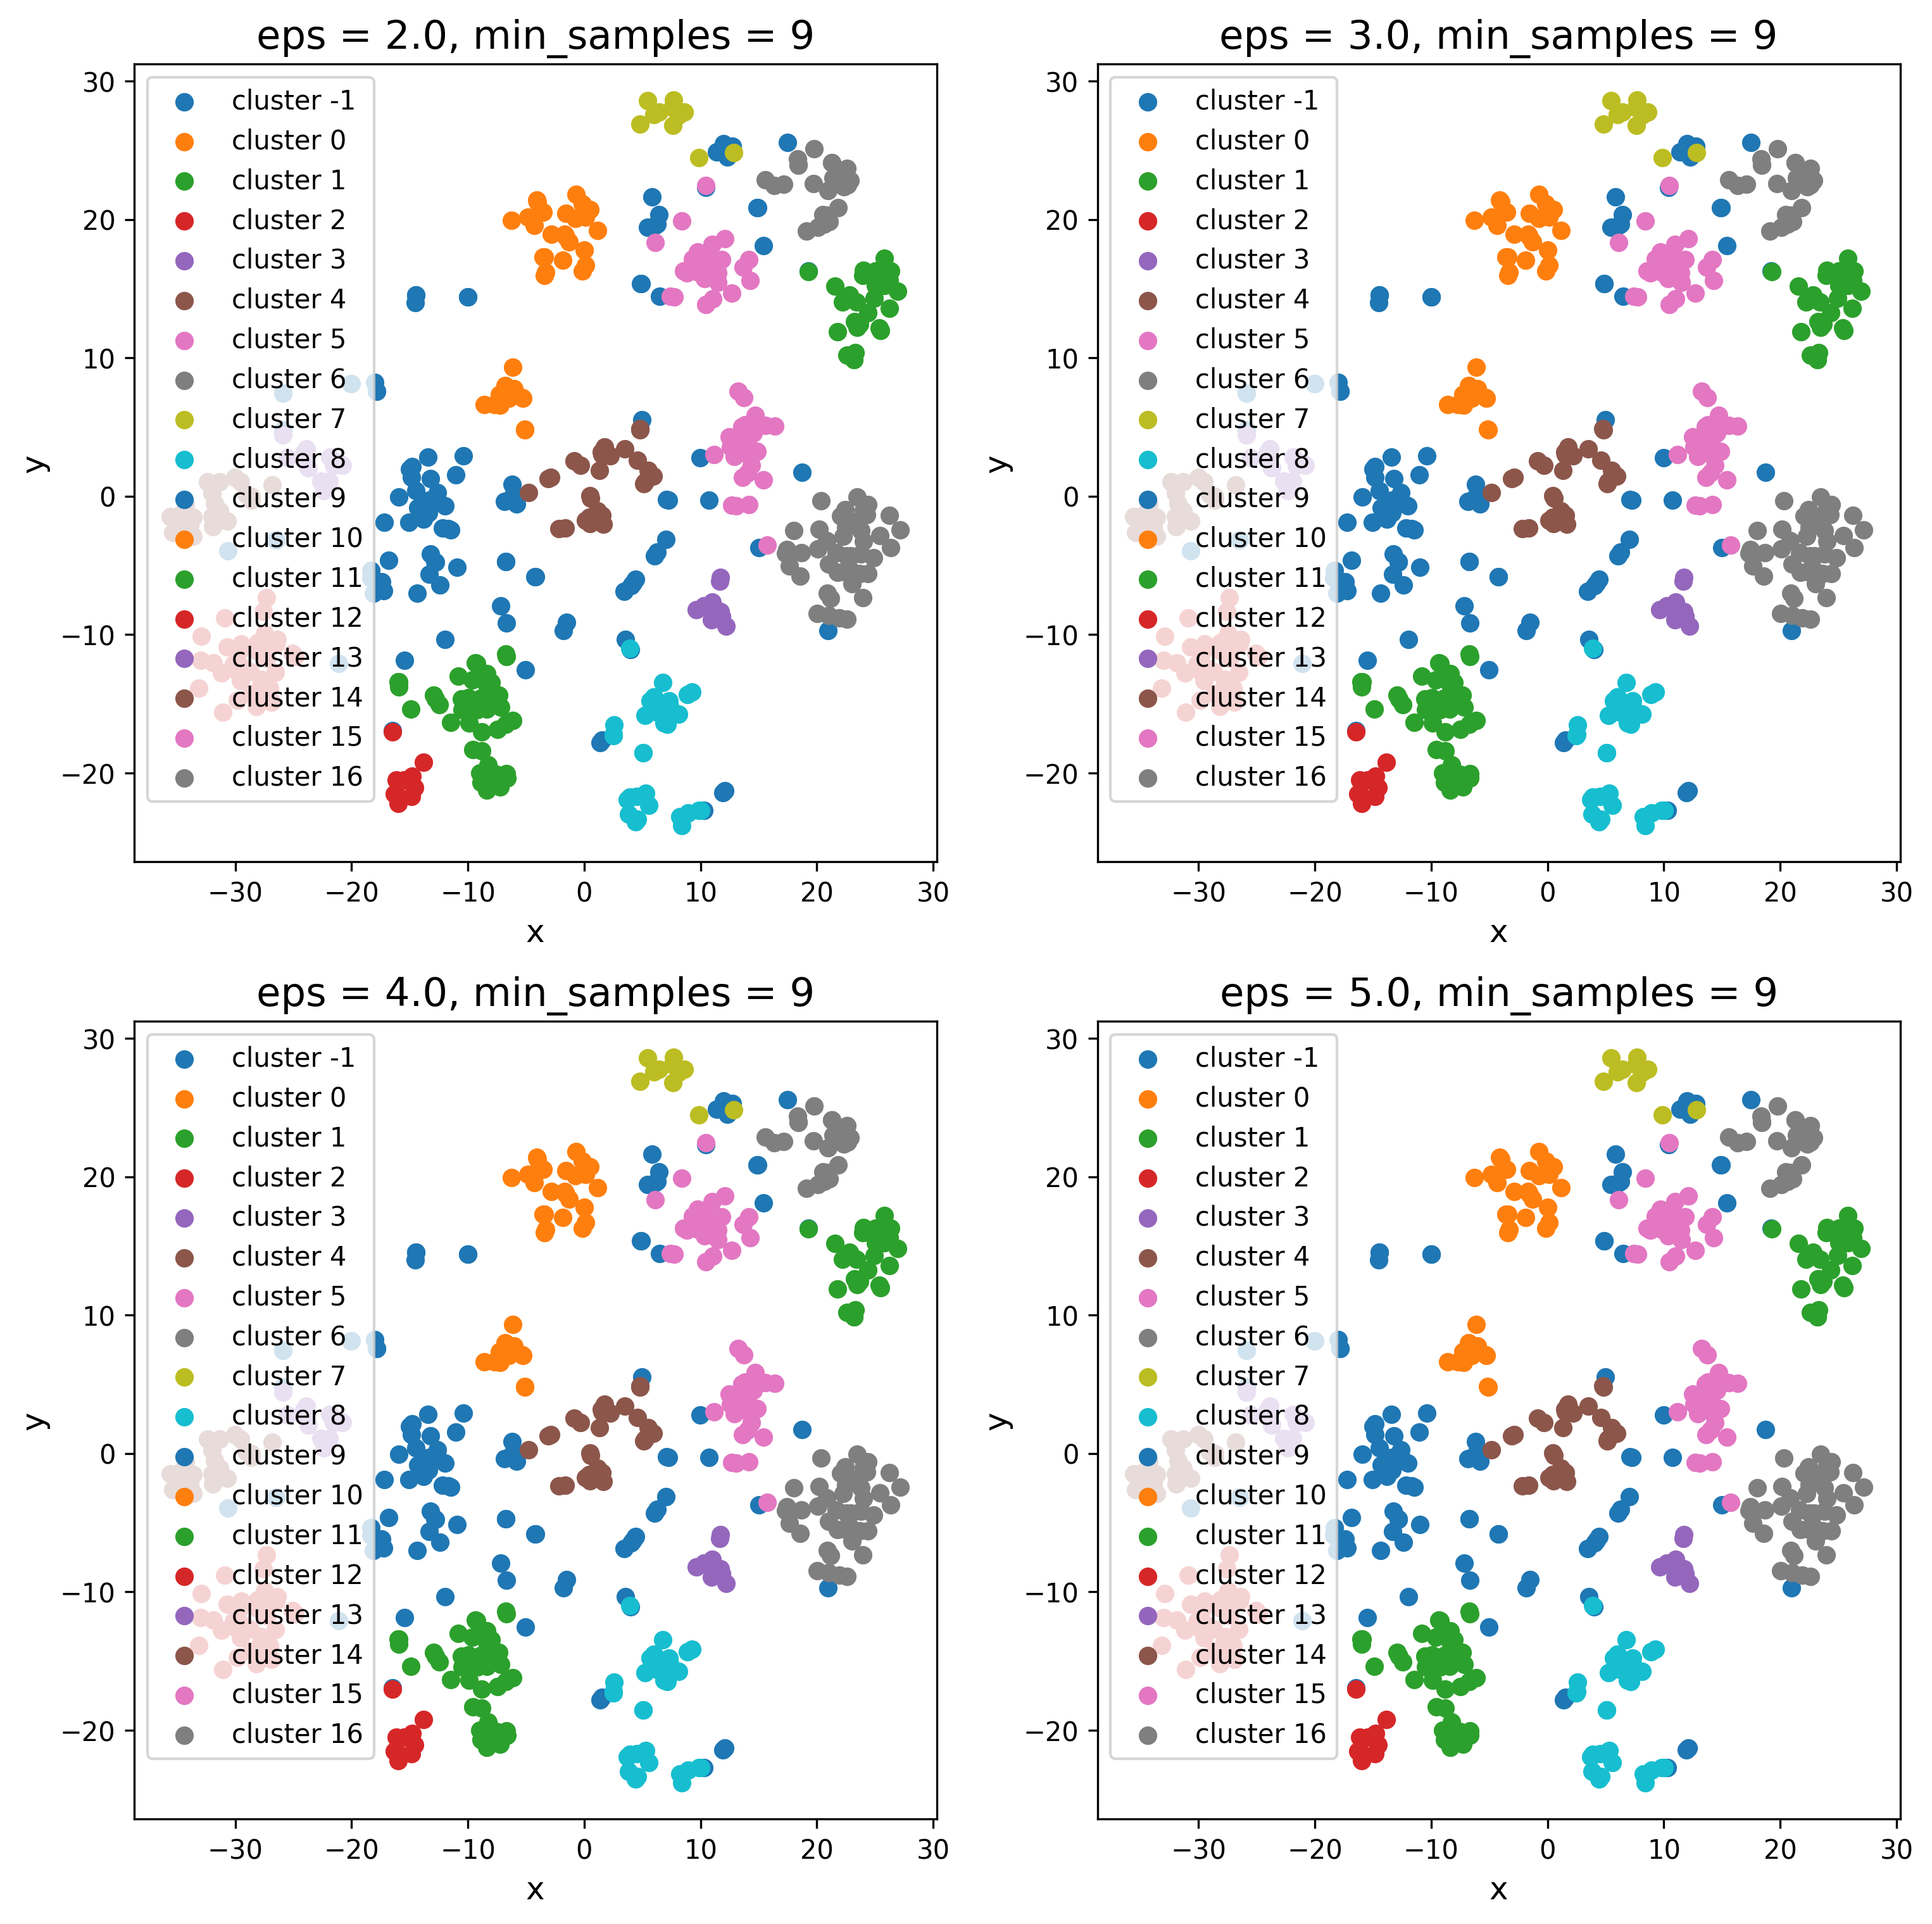 eps = 2.0, min_samples = 9
30
20
10
0
−10
−20
y
cluster -1
cluster 0
cluster 1
cluster 2
cluster 3
cluster 4
cluster 5
cluster 6
cluster 7
cluster 8
cluster 9
cluster 10
cluster 11
cluster 12
cluster 13
cluster 14
cluster 15
cluster 16
−30 −20 −10 0 10 20 30
x
eps = 3.0, min_samples = 9
30
20
10
0
−10
−20
y
cluster -1
cluster 0
cluster 1
cluster 2
cluster 3
cluster 4
cluster 5
cluster 6
cluster 7
cluster 8
cluster 9
cluster 10
cluster 11
cluster 12
cluster 13
cluster 14
cluster 15
cluster 16
−30 −20 −10 0 10 20 30
x
eps = 4.0, min_samples = 9
30
20
10
0
−10
−20
y
cluster -1
cluster 0
cluster 1
cluster 2
cluster 3
cluster 4
cluster 5
cluster 6
cluster 7
cluster 8
cluster 9
cluster 10
cluster 11
cluster 12
cluster 13
cluster 14
cluster 15
cluster 16
−30 −20 −10 0 10 20 30
x
eps = 5.0, min_samples = 9
30
20
10
0
−10
−20
y
cluster -1
cluster 0
cluster 1
cluster 2
cluster 3
cluster 4
cluster 5
cluster 6
cluster 7
cluster 8
cluster 9
cluster 10
cluster 11
cluster 12
cluster 13
cluster 14
cluster 15
cluster 16
−30 −20 −10 0 10 20 30
x